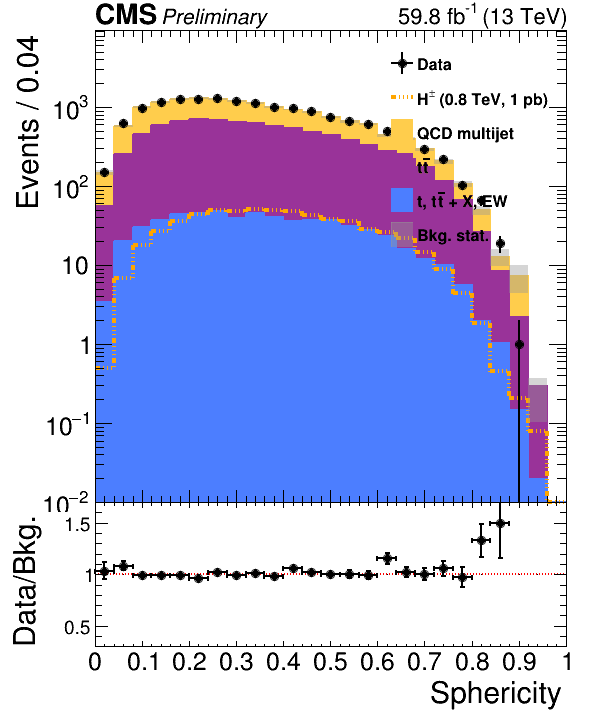 CMS Preliminary 59.8 fb⁻¹ (13 TeV)
Events / 0.04
10³
10²
10
1
10⁻¹
10⁻²
Data
H± (0.8 TeV, 1 pb)
QCD multijet
tt̅
t, tt̅ + X, EW
Bkg. stat.
Data/Bkg.
1.5
1
0.5
0 0.1 0.2 0.3 0.4 0.5 0.6 0.7 0.8 0.9 1
Sphericity